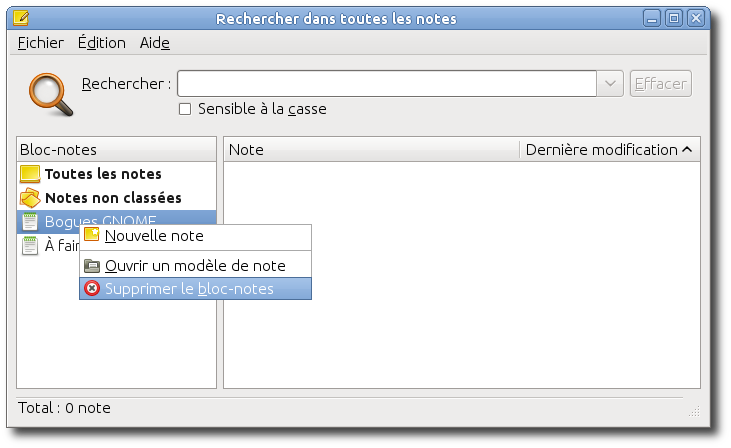 Rechercher dans toutes les notes
Fichier Édition Aide
Rechercher : Effacer
Sensible à la casse
Bloc-notes Note Dernière modification
Toutes les notes
Notes non classées
Bogues GNOME
Nouvelle note
À fair
Ouvrir un modèle de note
Supprimer le bloc-notes
Total : 0 note